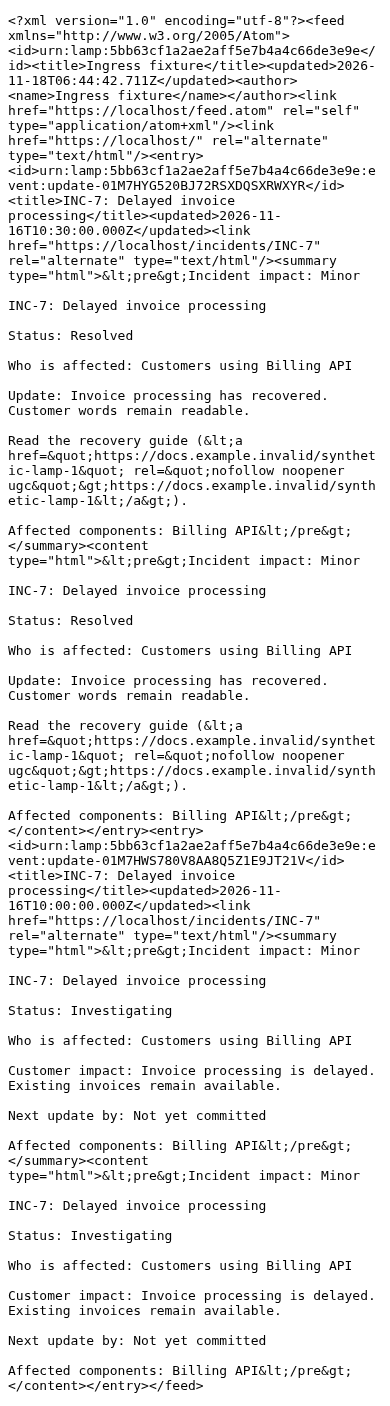 <?xml version="1.0" encoding="utf-8"?><feed
xmlns="http://www.w3.org/2005/Atom">
<id>urn:lamp:5bb63cf1a2ae2aff5e7b4a4c66de3e9e</
id><title>Ingress fixture</title><updated>2026-
11-18T06:44:42.711Z</updated><author>
<name>Ingress fixture</name></author><link
href="https://localhost/feed.atom" rel="self"
type="application/atom+xml"/><link
href="https://localhost/" rel="alternate"
type="text/html"/><entry>
<id>urn:lamp:5bb63cf1a2ae2aff5e7b4a4c66de3e9e:e
vent:update-01M7HYG520BJ72RSXDQSXRWXYR</id>
<title>INC-7: Delayed invoice
processing</title><updated>2026-11-
16T10:30:00.000Z</updated><link
href="https://localhost/incidents/INC-7"
rel="alternate" type="text/html"/><summary
type="html">&lt;pre&gt;Incident impact: Minor

INC-7: Delayed invoice processing

Status: Resolved

Who is affected: Customers using Billing API

Update: Invoice processing has recovered.
Customer words remain readable.

Read the recovery guide (&lt;a
href=&quot;https://docs.example.invalid/synthet
ic-lamp-1&quot; rel=&quot;nofollow noopener
ugc&quot;&gt;https://docs.example.invalid/synth
etic-lamp-1&lt;/a&gt;).

Affected components: Billing API&lt;/pre&gt;
</summary><content
type="html">&lt;pre&gt;Incident impact: Minor

INC-7: Delayed invoice processing

Status: Resolved

Who is affected: Customers using Billing API

Update: Invoice processing has recovered.
Customer words remain readable.

Read the recovery guide (&lt;a
href=&quot;https://docs.example.invalid/synthet
ic-lamp-1&quot; rel=&quot;nofollow noopener
ugc&quot;&gt;https://docs.example.invalid/synth
etic-lamp-1&lt;/a&gt;).

Affected components: Billing API&lt;/pre&gt;
</content></entry><entry>
<id>urn:lamp:5bb63cf1a2ae2aff5e7b4a4c66de3e9e:e
vent:update-01M7HWS780V8AA8Q5Z1E9JT21V</id>
<title>INC-7: Delayed invoice
processing</title><updated>2026-11-
16T10:00:00.000Z</updated><link
href="https://localhost/incidents/INC-7"
rel="alternate" type="text/html"/><summary
type="html">&lt;pre&gt;Incident impact: Minor

INC-7: Delayed invoice processing

Status: Investigating

Who is affected: Customers using Billing API

Customer impact: Invoice processing is delayed.
Existing invoices remain available.

Next update by: Not yet committed

Affected components: Billing API&lt;/pre&gt;
</summary><content
type="html">&lt;pre&gt;Incident impact: Minor

INC-7: Delayed invoice processing

Status: Investigating

Who is affected: Customers using Billing API

Customer impact: Invoice processing is delayed.
Existing invoices remain available.

Next update by: Not yet committed

Affected components: Billing API&lt;/pre&gt;
</content></entry></feed>